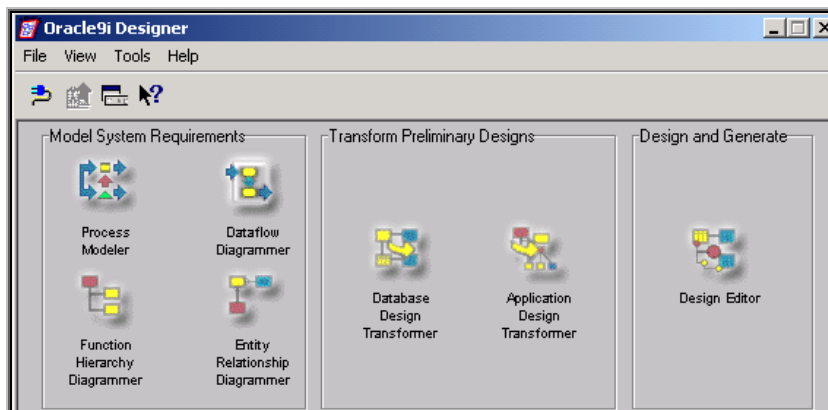 Oracle9i Designer
File View Tools Help
Model System Requirements
Process
Modeler
Dataflow
Diagrammer
Function
Hierarchy
Diagrammer
Entity
Relationship
Diagrammer
Transform Preliminary Designs
Database
Design
Transformer
Application
Design
Transformer
Design and Generate
Design Editor